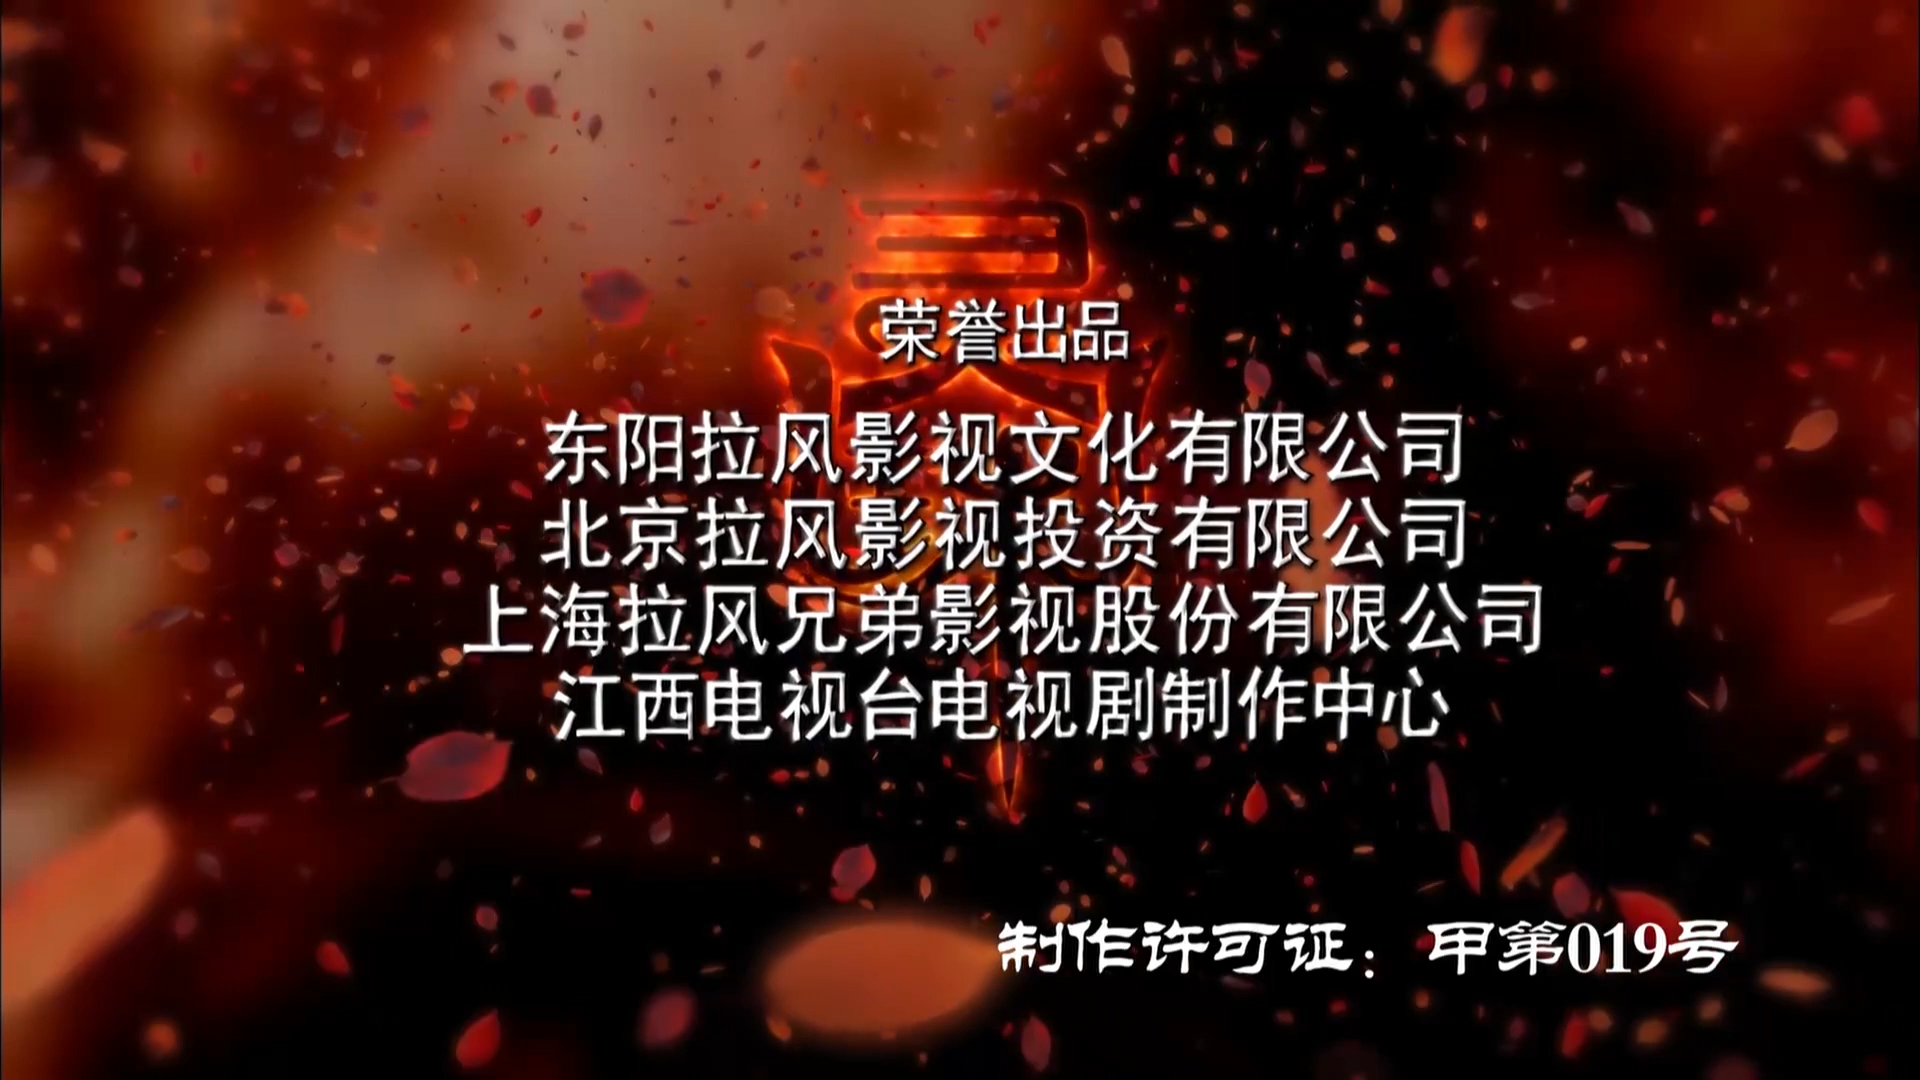 荣誉出品
东阳拉风影视文化有限公司
北京拉风影视投资有限公司
上海拉风兄弟影视股份有限公司
江西电视台电视剧制作中心
制作许可证：甲第019号